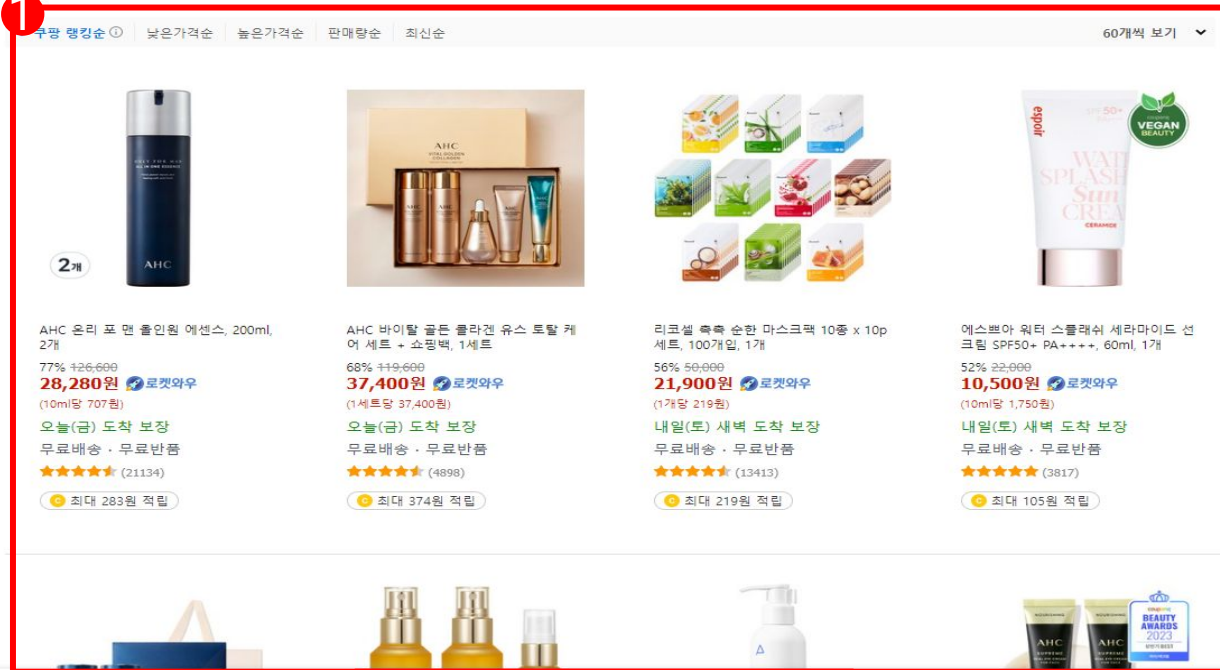 1
쿠팡 랭킹순 낮은가격순 높은가격순 판매량순 최신순 60개씩 보기
ONLY FOR MAN
ALL IN ONE ESSENCE
AHC
2개
AHC
VITAL GOLDEN
COLLAGEN
espoir
SPF 50+
VEGAN
BEAUTY
WAT
SPLASH
Sun
CREA
CERAMIDE
AHC 온리 포 맨 올인원 에센스, 200ml,
2개
77% 126,600
28,280원 로켓와우
(10ml당 707원)
오늘(금) 도착 보장
무료배송 · 무료반품
(21134)
최대 283원 적립
AHC 바이탈 골든 콜라겐 유스 토탈 케
어 세트 + 쇼핑백, 1세트
68% 119,600
37,400원 로켓와우
(1세트당 37,400원)
오늘(금) 도착 보장
무료배송 · 무료반품
(4898)
최대 374원 적립
리코셀 촉촉 순한 마스크팩 10종 x 10p
세트, 100개입, 1개
56% 50,000
21,900원 로켓와우
(1개당 219원)
내일(토) 새벽 도착 보장
무료배송 · 무료반품
(13413)
최대 219원 적립
에스쁘아 워터 스플래쉬 세라마이드 선
크림 SPF50+ PA++++, 60ml, 1개
52% 22,000
10,500원 로켓와우
(10ml당 1,750원)
내일(토) 새벽 도착 보장
무료배송 · 무료반품
(3817)
최대 105원 적립
coupang
BEAUTY
AWARDS
2023
AHC
SUPREME
AHC
SUPREME